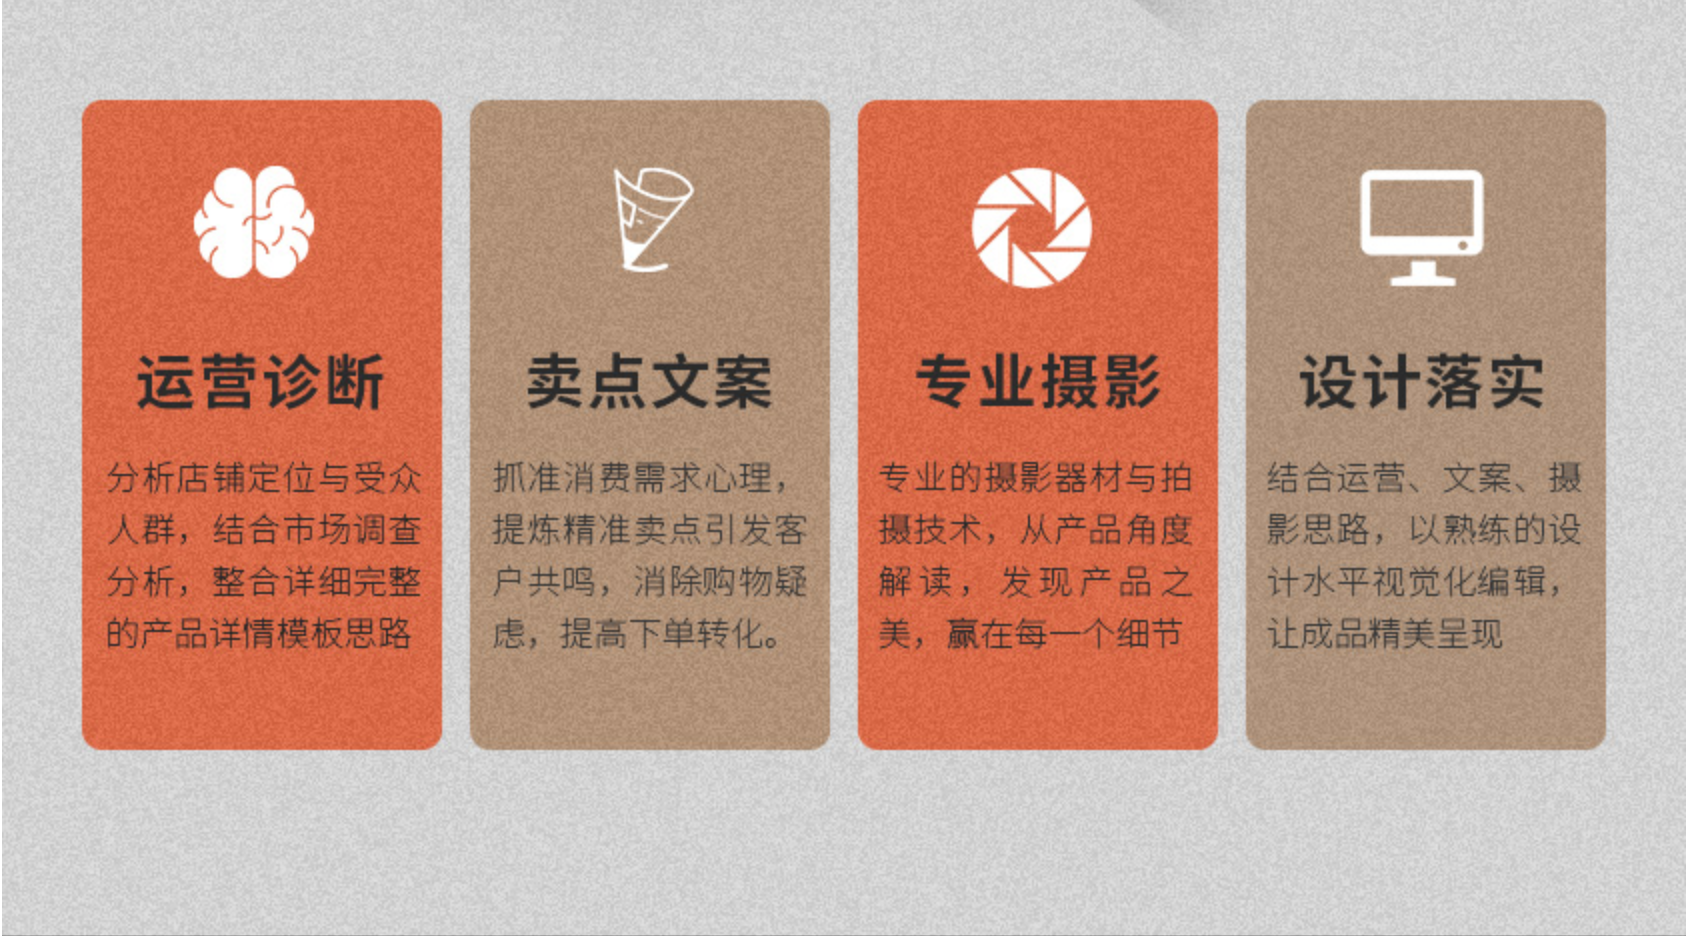 运营诊断
分析店铺定位与受众
人群，结合市场调查
分析，整合详细完整
的产品详情模板思路
卖点文案
抓准消费需求心理，
提炼精准卖点引发客
户共鸣，消除购物疑
虑，提高下单转化。
专业摄影
专业的摄影器材与拍
摄技术，从产品角度
解读，发现产品之
美，赢在每一个细节
设计落实
结合运营、文案、摄
影思路，以熟练的设
计水平视觉化编辑，
让成品精美呈现